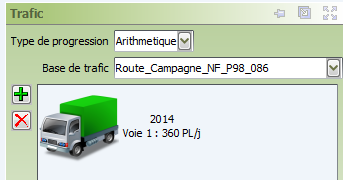 Trafic
Type de progression Arithmetique
Base de trafic Route_Campagne_NF_P98_086
2014
Voie 1 : 360 PL/j